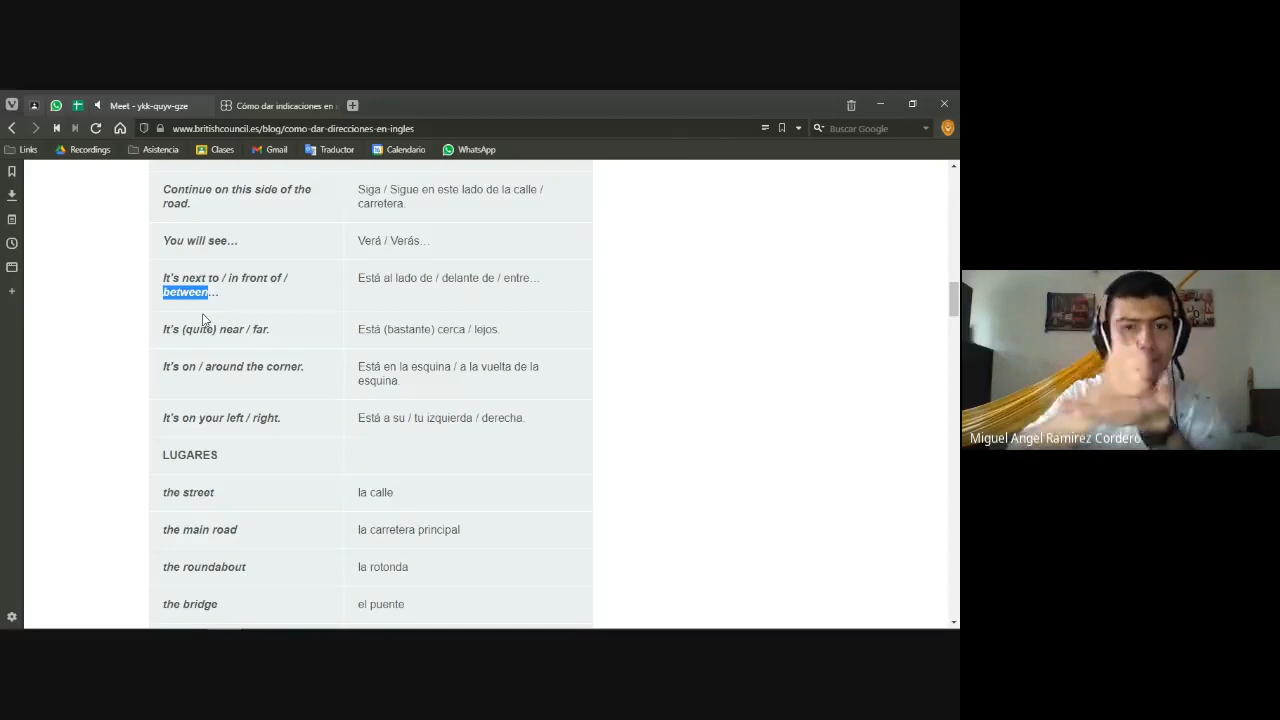 Meet - ykk-quyv-gze
Cómo dar indicaciones en
www.britishcouncil.es/blog/como-dar-direcciones-en-ingles
Buscar Google
Links
Recordings
Asistencia
Clases
Gmail
Traductor
Calendario
WhatsApp
Continue on this side of the
road.
Siga / Sigue en este lado de la calle /
carretera.
You will see…
Verá / Verás…
It's next to / in front of /
between…
Está al lado de / delante de / entre…
It's (quite) near / far.
Está (bastante) cerca / lejos.
It's on / around the corner.
Está en la esquina / a la vuelta de la
esquina.
It's on your left / right.
Está a su / tu izquierda / derecha.
LUGARES
the street
la calle
the main road
la carretera principal
the roundabout
la rotonda
the bridge
el puente
Miguel Angel Ramirez Cordero